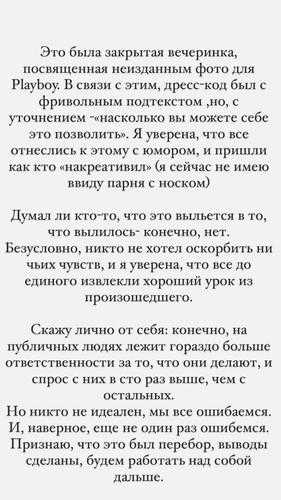 Это была закрытая вечеринка,
посвященная неизданным фото для
Playboy. В связи с этим, дресс-код был с
фривольным подтекстом ,но, с
уточнением -«насколько вы можете себе
это позволить». Я уверена, что все
отнеслись к этому с юмором, и пришли
как кто «накреативил» (я сейчас не имею
ввиду парня с носком)
Думал ли кто-то, что это выльется в то,
что вылилось- конечно, нет.
Безусловно, никто не хотел оскорбить ни
чьих чувств, и я уверена, что все до
единого извлекли хороший урок из
произошедшего.
Скажу лично от себя: конечно, на
публичных людях лежит гораздо больше
ответственности за то, что они делают, и
спрос с них в сто раз выше, чем с
остальных.
Но никто не идеален, мы все ошибаемся.
И, наверное, еще не один раз ошибемся.
Признаю, что это был перебор, выводы
сделаны, будем работать над собой
дальше.